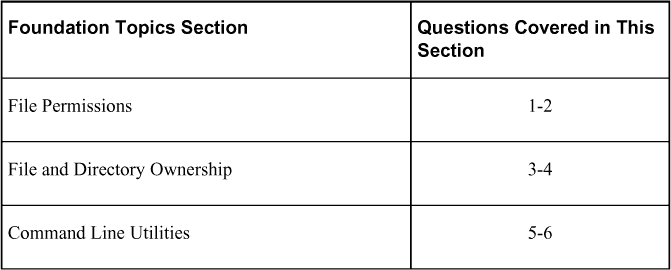 Foundation Topics Section
Questions Covered in This
Section
File Permissions
1-2
File and Directory Ownership
3-4
Command Line Utilities
5-6